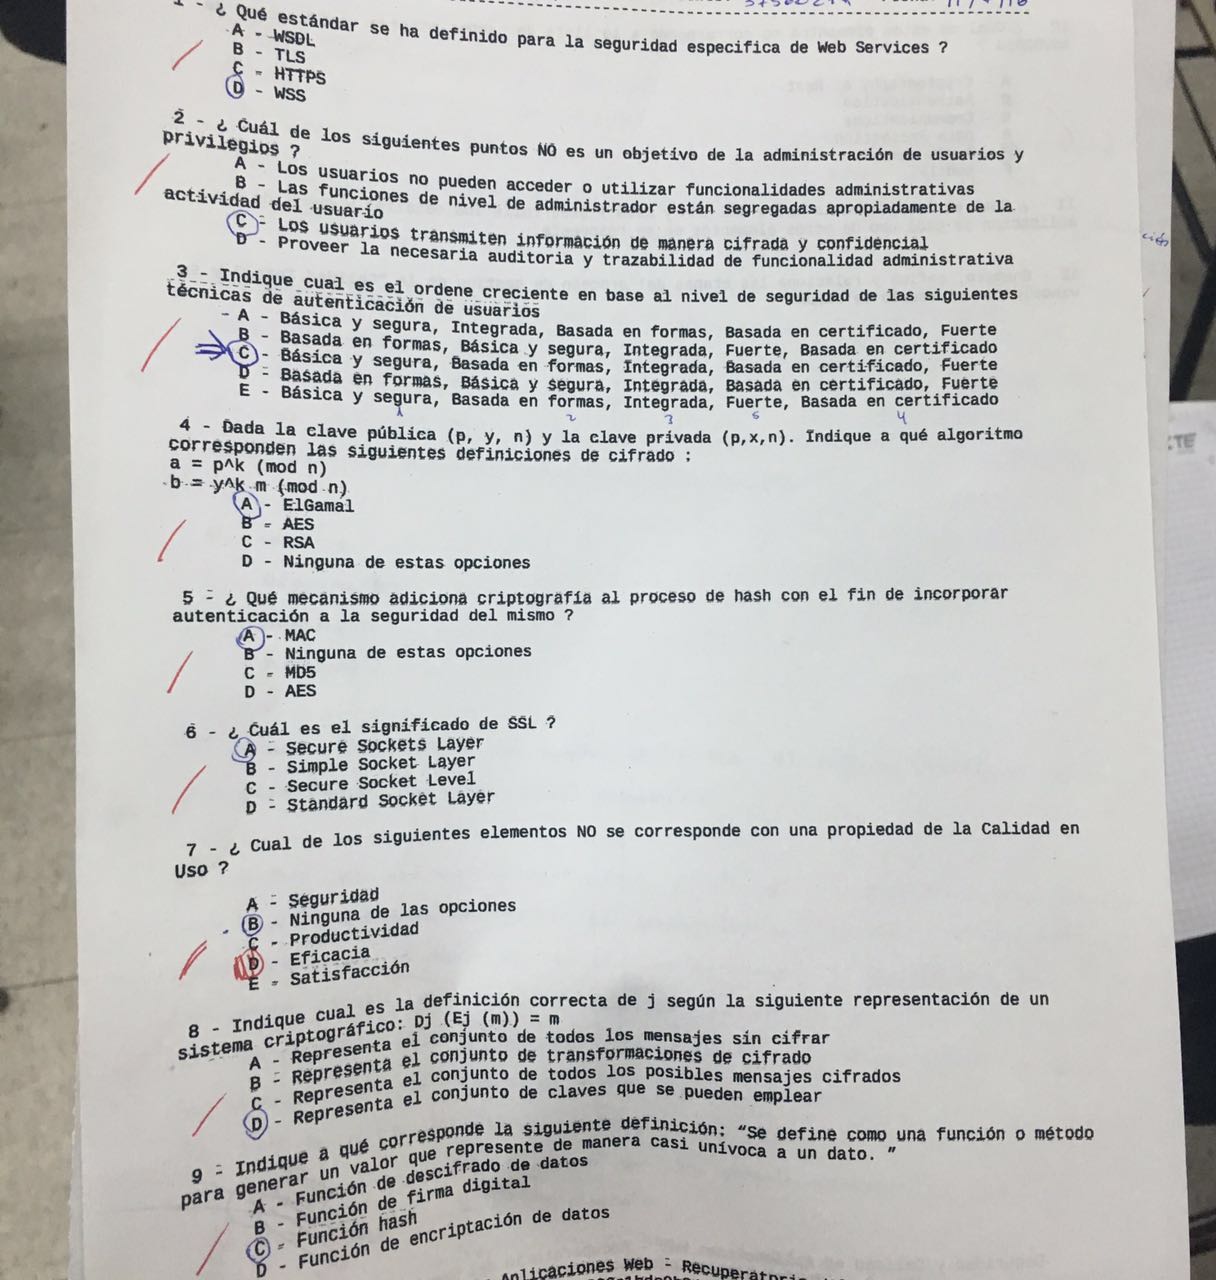 1 - ¿ Qué estándar se ha definido para la seguridad especifica de Web Services ?
A - WSDL
B - TLS
C - HTTPS
D - WSS
2 - ¿ Cuál de los siguientes puntos NO es un objetivo de la administración de usuarios y
privilegios ?
A - Los usuarios no pueden acceder o utilizar funcionalidades administrativas
B - Las funciones de nivel de administrador están segregadas apropiadamente de la
actividad del usuario
C - Los usuarios transmiten información de manera cifrada y confidencial
D - Proveer la necesaria auditoria y trazabilidad de funcionalidad administrativa
3 - Indique cual es el ordene creciente en base al nivel de seguridad de las siguientes
técnicas de autenticación de usuarios
A - Básica y segura, Integrada, Basada en formas, Basada en certificado, Fuerte
B - Basada en formas, Básica y segura, Integrada, Fuerte, Basada en certificado
C - Básica y segura, Basada en formas, Integrada, Basada en certificado, Fuerte
D - Basada en formas, Básica y segura, Integrada, Basada en certificado, Fuerte
E - Básica y segura, Basada en formas, Integrada, Fuerte, Basada en certificado
1 2 3 5 4
4 - Dada la clave pública (p, y, n) y la clave privada (p,x,n). Indique a qué algoritmo
corresponden las siguientes definiciones de cifrado :
a = p^k (mod n)
b = y^k m (mod n)
A - ElGamal
B - AES
C - RSA
D - Ninguna de estas opciones
5 - ¿ Qué mecanismo adiciona criptografía al proceso de hash con el fin de incorporar
autenticación a la seguridad del mismo ?
A - MAC
B - Ninguna de estas opciones
C - MD5
D - AES
6 - ¿ Cuál es el significado de SSL ?
A - Secure Sockets Layer
B - Simple Socket Layer
C - Secure Socket Level
D - Standard Socket Layer
7 - ¿ Cual de los siguientes elementos NO se corresponde con una propiedad de la Calidad en
Uso ?
A - Seguridad
B - Ninguna de las opciones
C - Productividad
D - Eficacia
E - Satisfacción
8 - Indique cual es la definición correcta de j según la siguiente representación de un
sistema criptográfico: Dj (Ej (m)) = m
A - Representa el conjunto de todos los mensajes sin cifrar
B - Representa el conjunto de transformaciones de cifrado
C - Representa el conjunto de todos los posibles mensajes cifrados
D - Representa el conjunto de claves que se pueden emplear
9 - Indique a qué corresponde la siguiente definición: “Se define como una función o método
para generar un valor que represente de manera casi unívoca a un dato. ”
A - Función de descifrado de datos
B - Función de firma digital
C - Función hash
D - Función de encriptación de datos
Aplicaciones Web - Recuperatorio